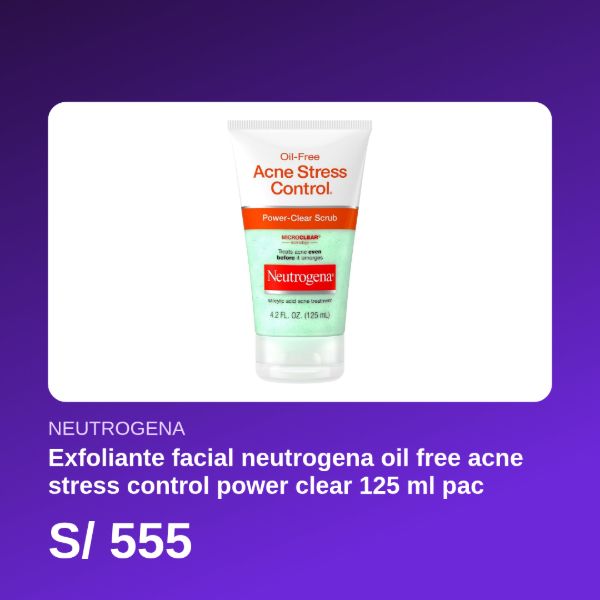 Oil-Free
Acne Stress
Control®
Power-Clear Scrub
MICROCLEAR®
Treats acne even
before it emerges
Neutrogena®
salicylic acid acne treatment
4.2 FL. OZ. (125 mL)
NEUTROGENA
Exfoliante facial neutrogena oil free acne
stress control power clear 125 ml pac
S/ 555